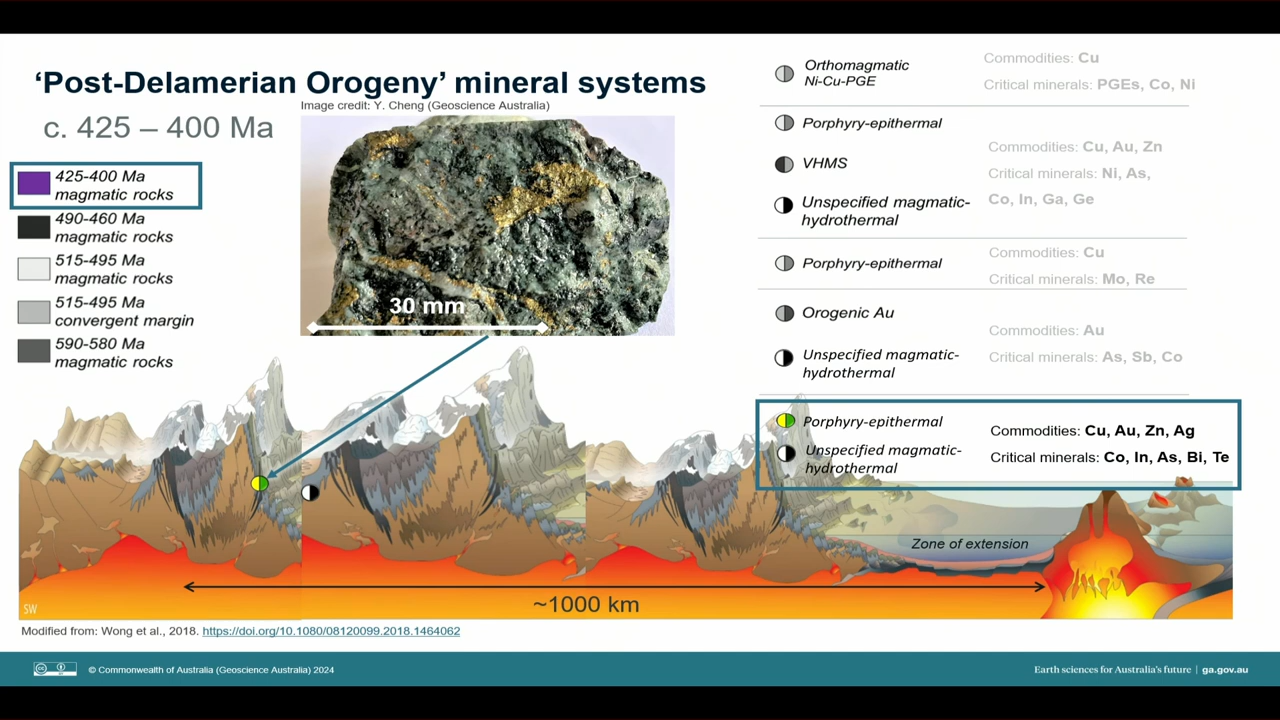 ‘Post-Delamerian Orogeny’ mineral systems
Image credit: Y. Cheng (Geoscience Australia)
c. 425 – 400 Ma
425-400 Ma
magmatic rocks
490-460 Ma
magmatic rocks
515-495 Ma
magmatic rocks
515-495 Ma
convergent margin
590-580 Ma
magmatic rocks
30 mm
Orthomagmatic
Ni-Cu-PGE
Commodities: Cu
Critical minerals: PGEs, Co, Ni
Porphyry-epithermal
VHMS
Unspecified magmatic-
hydrothermal
Commodities: Cu, Au, Zn
Critical minerals: Ni, As,
Co, In, Ga, Ge
Porphyry-epithermal
Commodities: Cu
Critical minerals: Mo, Re
Orogenic Au
Unspecified magmatic-
hydrothermal
Commodities: Au
Critical minerals: As, Sb, Co
Porphyry-epithermal
Unspecified magmatic-
hydrothermal
Commodities: Cu, Au, Zn, Ag
Critical minerals: Co, In, As, Bi, Te
Zone of extension
~1000 km
SW
Modified from: Wong et al., 2018. https://doi.org/10.1080/08120099.2018.1464062
© Commonwealth of Australia (Geoscience Australia) 2024
Earth sciences for Australia's future | ga.gov.au